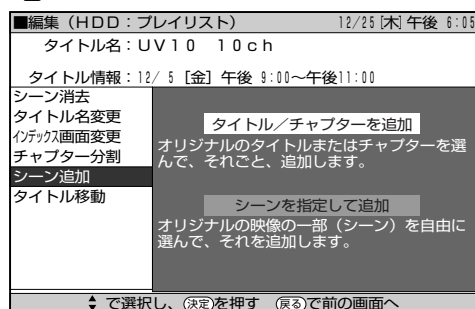 ■編集（HDD：プレイリスト） 12/25[木]午後 6:05
タイトル名：UV10 10ch
タイトル情報：12/ 5 [金] 午後 9:00～午後11:00
シーン消去
タイトル名変更
インデックス画面変更
チャプター分割
シーン追加
タイトル移動
タイトル／チャプターを追加
オリジナルのタイトルまたはチャプターを選
んで、それごと、追加します。
シーンを指定して追加
オリジナルの映像の一部（シーン）を自由に
選んで、それを追加します。
で選択し、決定を押す 戻るで前の画面へ